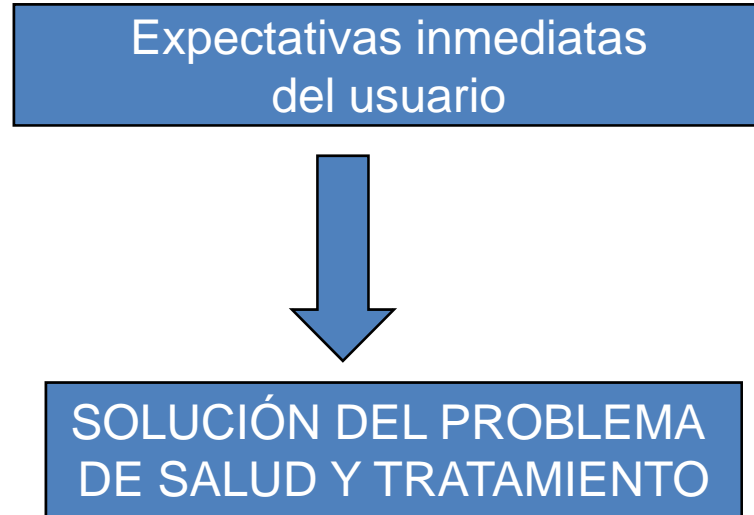 Expectativas inmediatas
del usuario
SOLUCIÓN DEL PROBLEMA
DE SALUD Y TRATAMIENTO